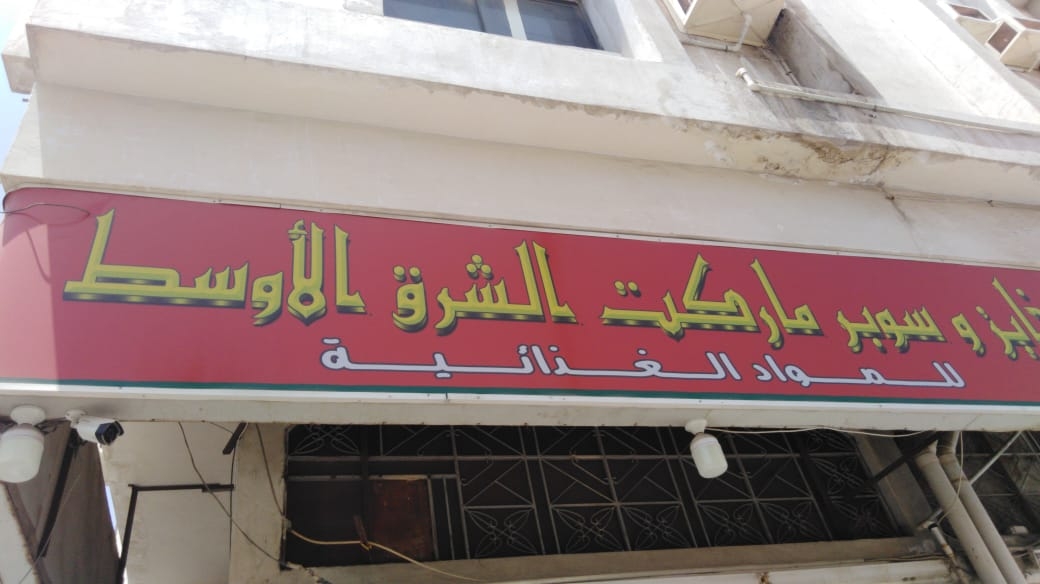 و سوبر ماركت الشرق الأوسط
للمواد الغذائية